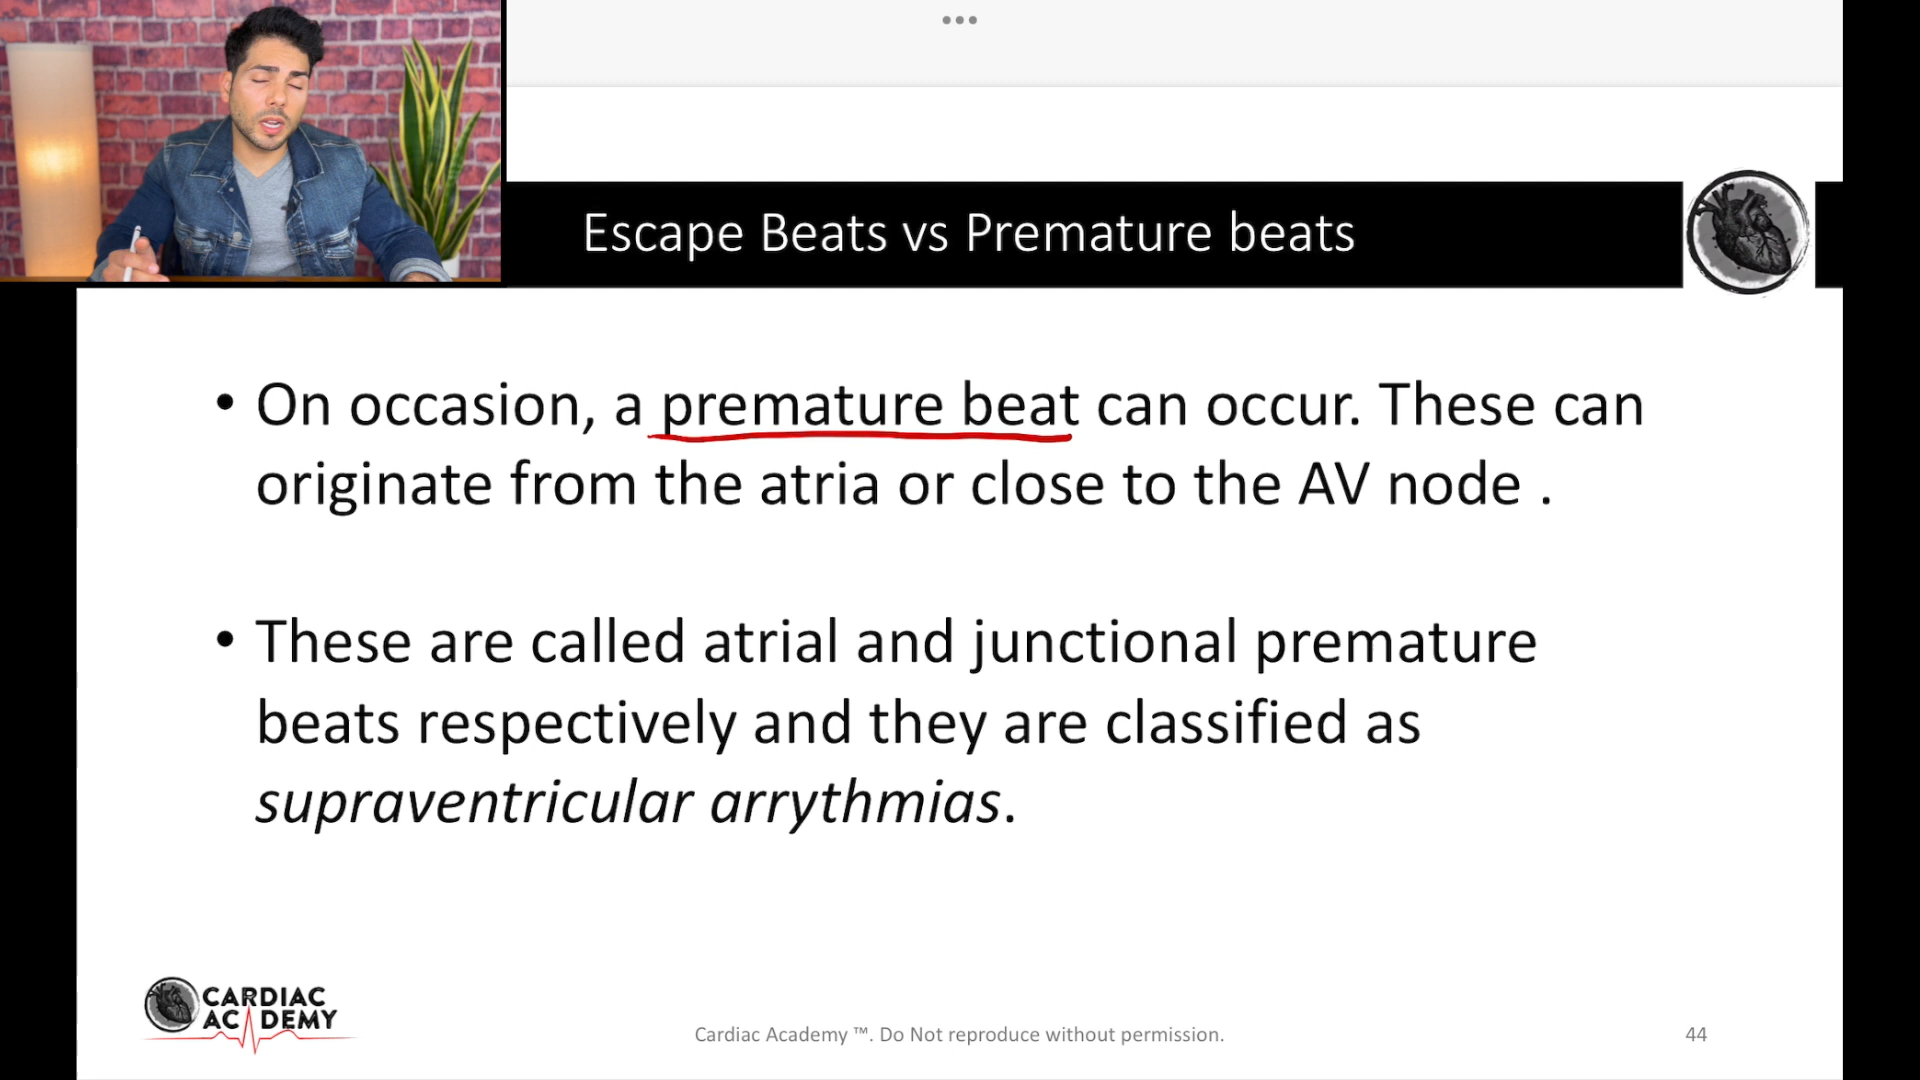 Escape Beats vs Premature beats
• On occasion, a premature beat can occur. These can
originate from the atria or close to the AV node .
• These are called atrial and junctional premature
beats respectively and they are classified as
supraventricular arrythmias.
CARDIAC
ACADEMY
Cardiac Academy ™. Do Not reproduce without permission.
44